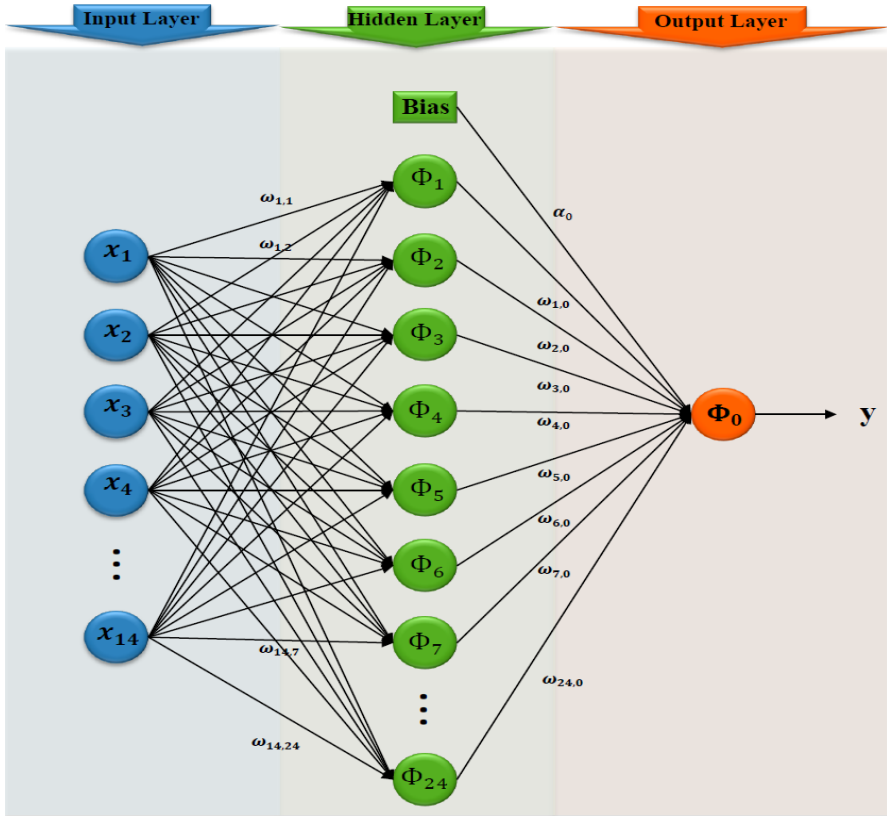 Input Layer
Hidden Layer
Output Layer
Bias
Φ1
Φ2
Φ3
Φ4
Φ5
Φ6
Φ7
⋮
Φ24
x1
x2
x3
x4
⋮
x14
ω1,1
ω1,2
ω14,7
ω14,24
α0
ω1,0
ω2,0
ω3,0
ω4,0
ω5,0
ω6,0
ω7,0
ω24,0
Φ0
y